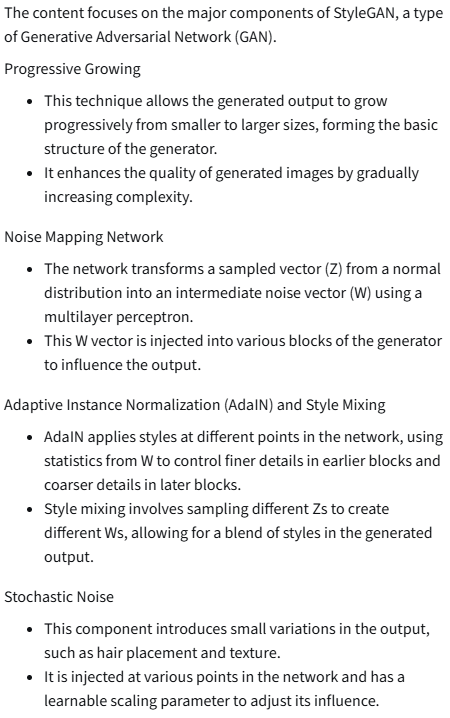 The content focuses on the major components of StyleGAN, a type
of Generative Adversarial Network (GAN).
Progressive Growing
• This technique allows the generated output to grow
progressively from smaller to larger sizes, forming the basic
structure of the generator.
• It enhances the quality of generated images by gradually
increasing complexity.
Noise Mapping Network
• The network transforms a sampled vector (Z) from a normal
distribution into an intermediate noise vector (W) using a
multilayer perceptron.
• This W vector is injected into various blocks of the generator
to influence the output.
Adaptive Instance Normalization (AdaIN) and Style Mixing
• AdaIN applies styles at different points in the network, using
statistics from W to control finer details in earlier blocks and
coarser details in later blocks.
• Style mixing involves sampling different Zs to create
different Ws, allowing for a blend of styles in the generated
output.
Stochastic Noise
• This component introduces small variations in the output,
such as hair placement and texture.
• It is injected at various points in the network and has a
learnable scaling parameter to adjust its influence.